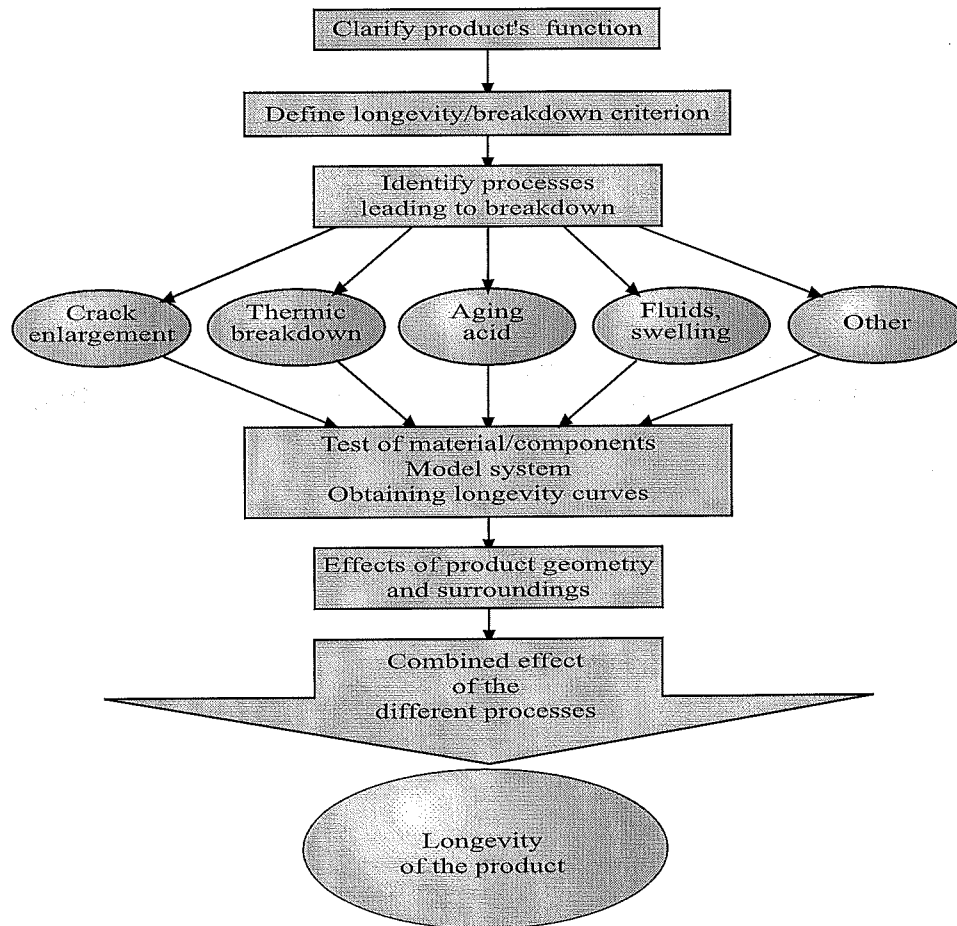 Clarify product's function
Define longevity/breakdown criterion
Identify processes
leading to breakdown
Crack
enlargement
Thermic
breakdown
Aging
acid
Fluids,
swelling
Other
Test of material/components
Model system
Obtaining longevity curves
Effects of product geometry
and surroundings
Combined effect
of the
different processes
Longevity
of the product